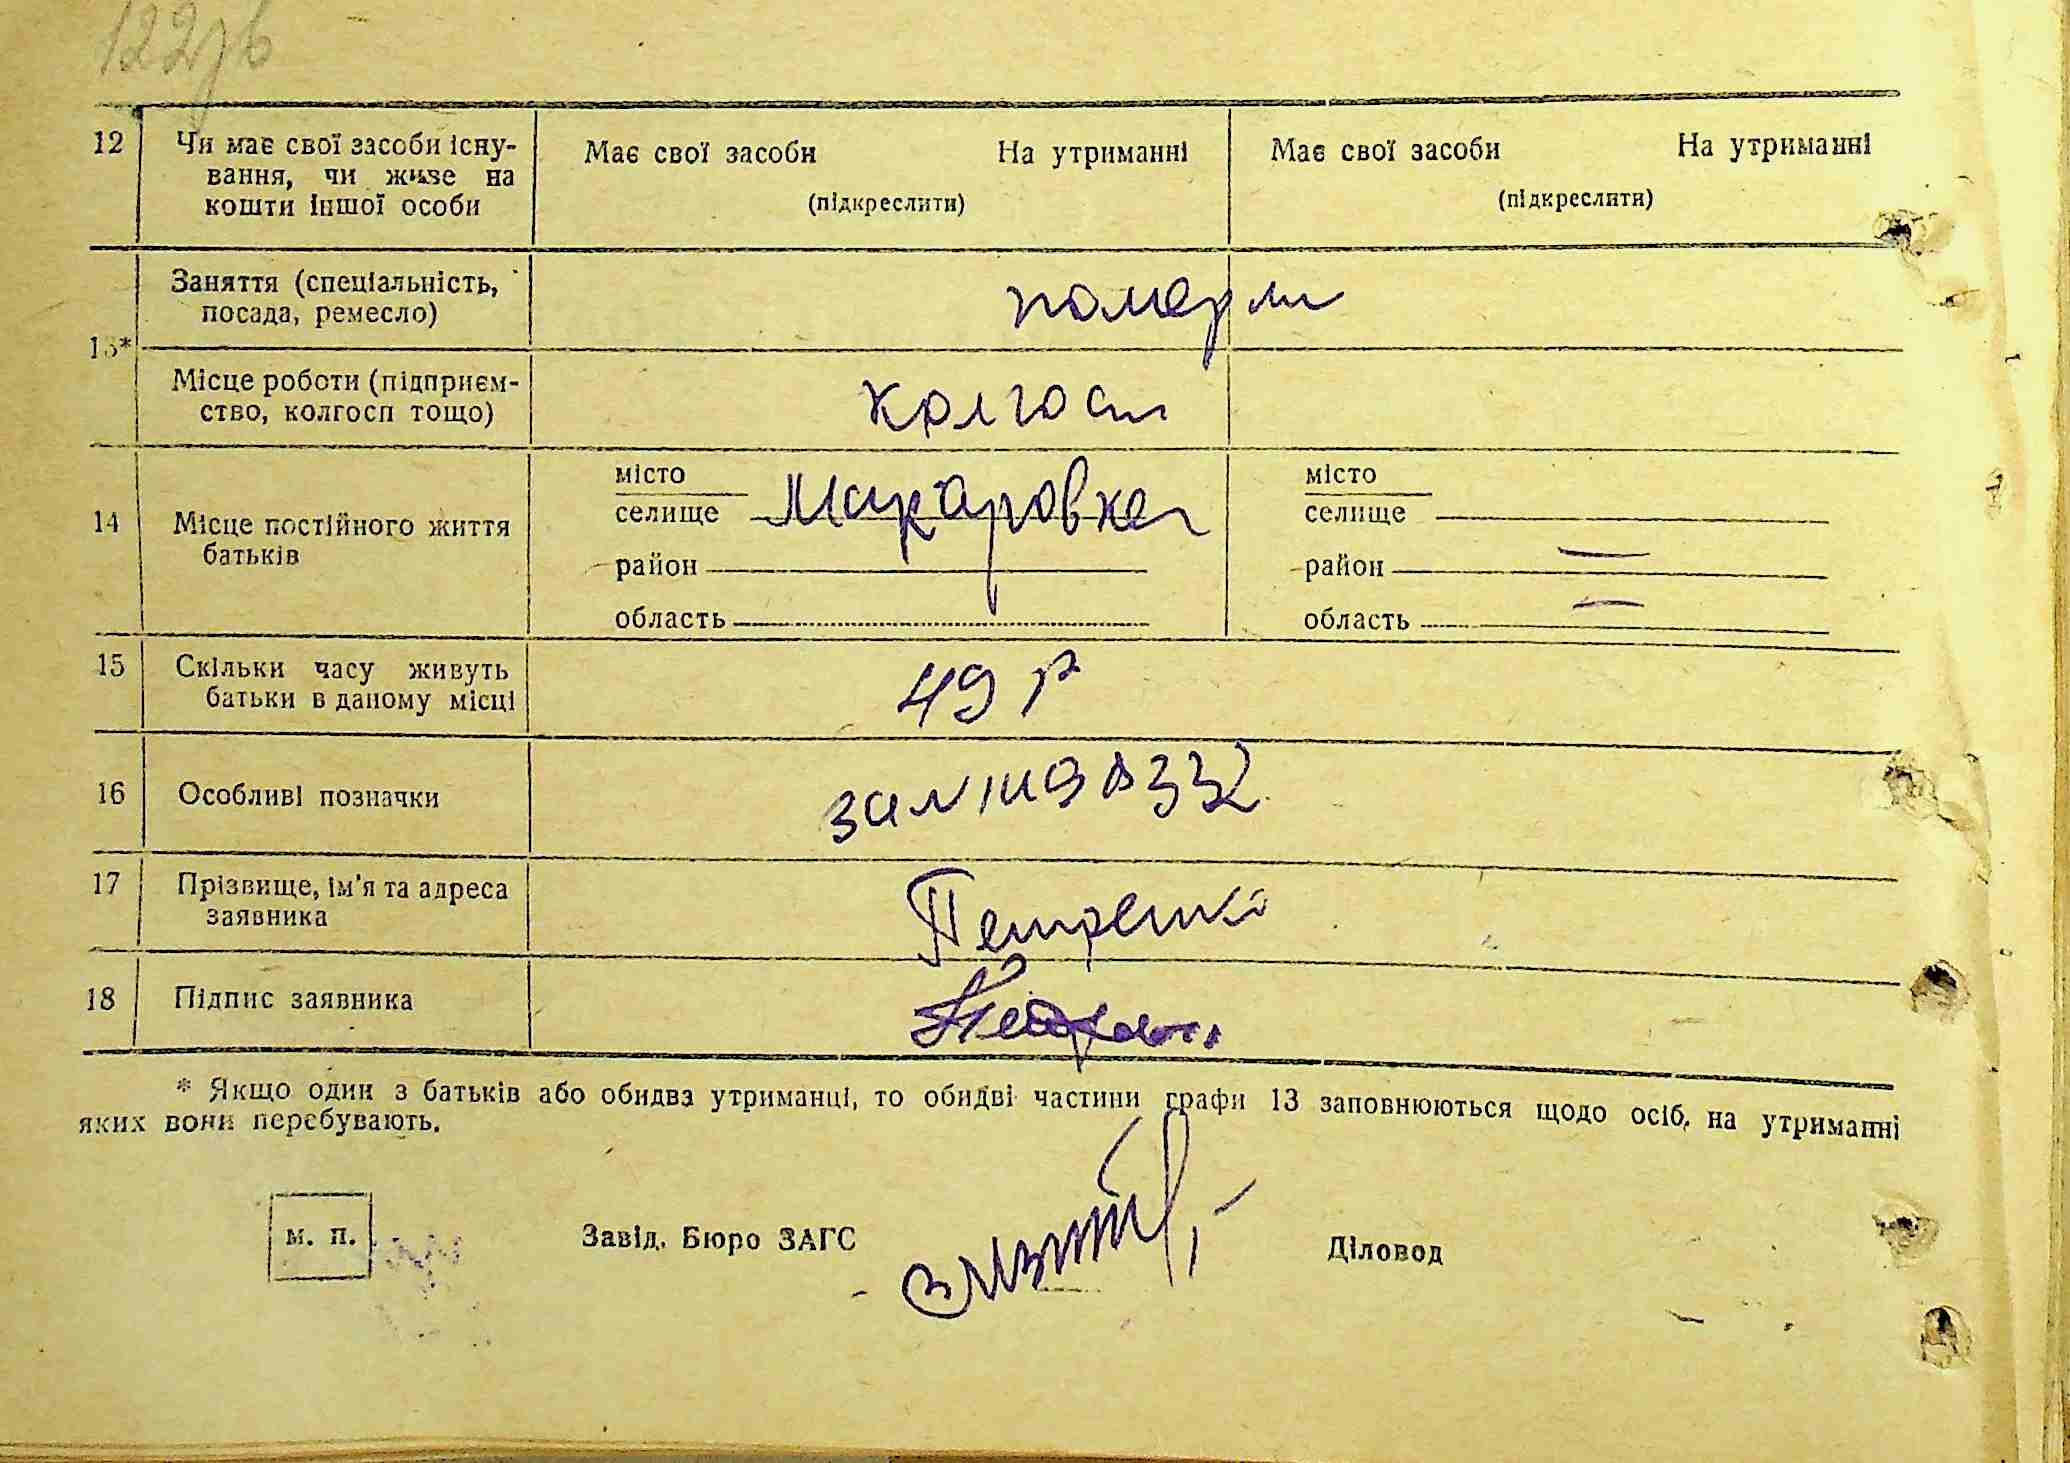 122зв
12
Чи має свої засоби існу-
вання, чи живе на
кошти іншої особи
Має свої засоби На утриманні
(підкреслити)
Має свої засоби На утриманні
(підкреслити)
13*
Заняття (спеціальність,
посада, ремесло)
померли
Місце роботи (підприєм-
ство, колгосп тощо)
колгосп
14
Місце постійного життя
батьків
місто
селище Макаровка
район
область
місто
селище
район —
область —
15
Скільки часу живуть
батьки в даному місці
49 р
16
Особливі позначки
332
17
Прізвище, ім'я та адреса
заявника
Петренко
18
Підпис заявника
* Якщо один з батьків або обидва утриманці, то обидві частини графи 13 заповнюються щодо осіб, на утриманні
яких вони перебувають.
м. п.
Завід. Бюро ЗАГС
Діловод